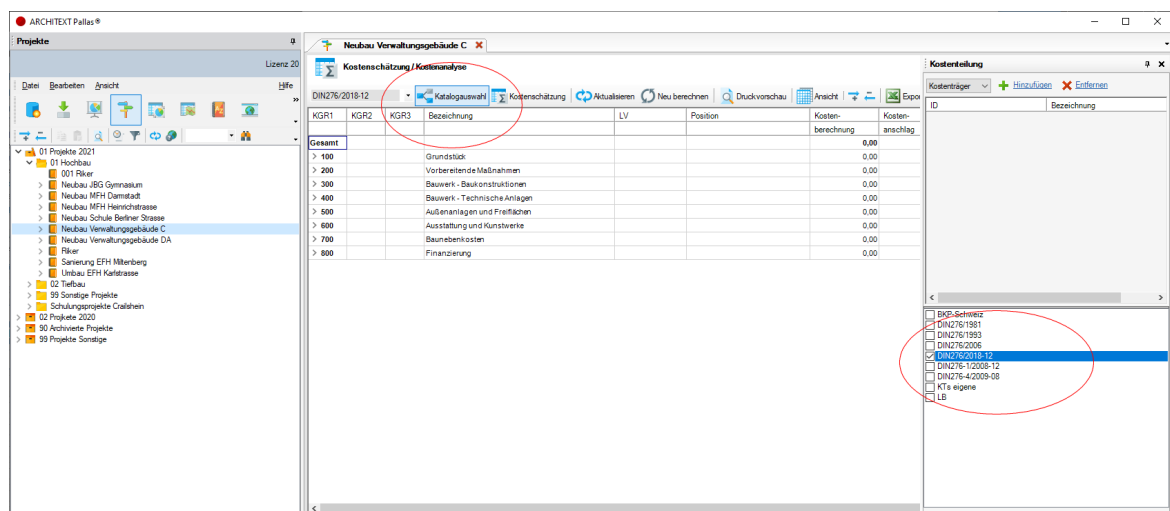 ARCHITEXT Pallas®
Projekte
Lizenz 20
Datei Bearbeiten Ansicht Hilfe
01 Projekte 2021
01 Hochbau
001 Riker
Neubau JBG Gymnasium
Neubau MFH Darmstadt
Neubau MFH Heinrichstrasse
Neubau Schule Berliner Strasse
Neubau Verwaltungsgebäude C
Neubau Verwaltungsgebäude DA
Riker
Sanierung EFH Miltenberg
Umbau EFH Karlstrasse
02 Tiefbau
99 Sonstige Projekte
Schulungsprojekte Crailshein
02 Projkete 2020
90 Archivierte Projekte
99 Projekte Sonstige
Neubau Verwaltungsgebäude C
Kostenschätzung / Kostenanalyse
DIN276/2018-12 Katalogauswahl Kostenschätzung Aktualisieren Neu berechnen Druckvorschau Ansicht Expor
KGR1 KGR2 KGR3 Bezeichnung LV Position Kosten- Kosten-
berechnung anschlag
Gesamt 0,00
100 Grundstück 0,00
200 Vorbereitende Maßnahmen 0,00
300 Bauwerk - Baukonstruktionen 0,00
400 Bauwerk - Technische Anlagen 0,00
500 Außenanlagen und Freiflächen 0,00
600 Ausstattung und Kunstwerke 0,00
700 Baunebenkosten 0,00
800 Finanzierung 0,00
Kostenteilung
Kostenträger Hinzufügen Entfernen
ID Bezeichnung
BKP-Schweiz
DIN276/1981
DIN276/1993
DIN276/2006
DIN276/2018-12
DIN276-1/2008-12
DIN276-4/2009-08
KTs eigene
LB